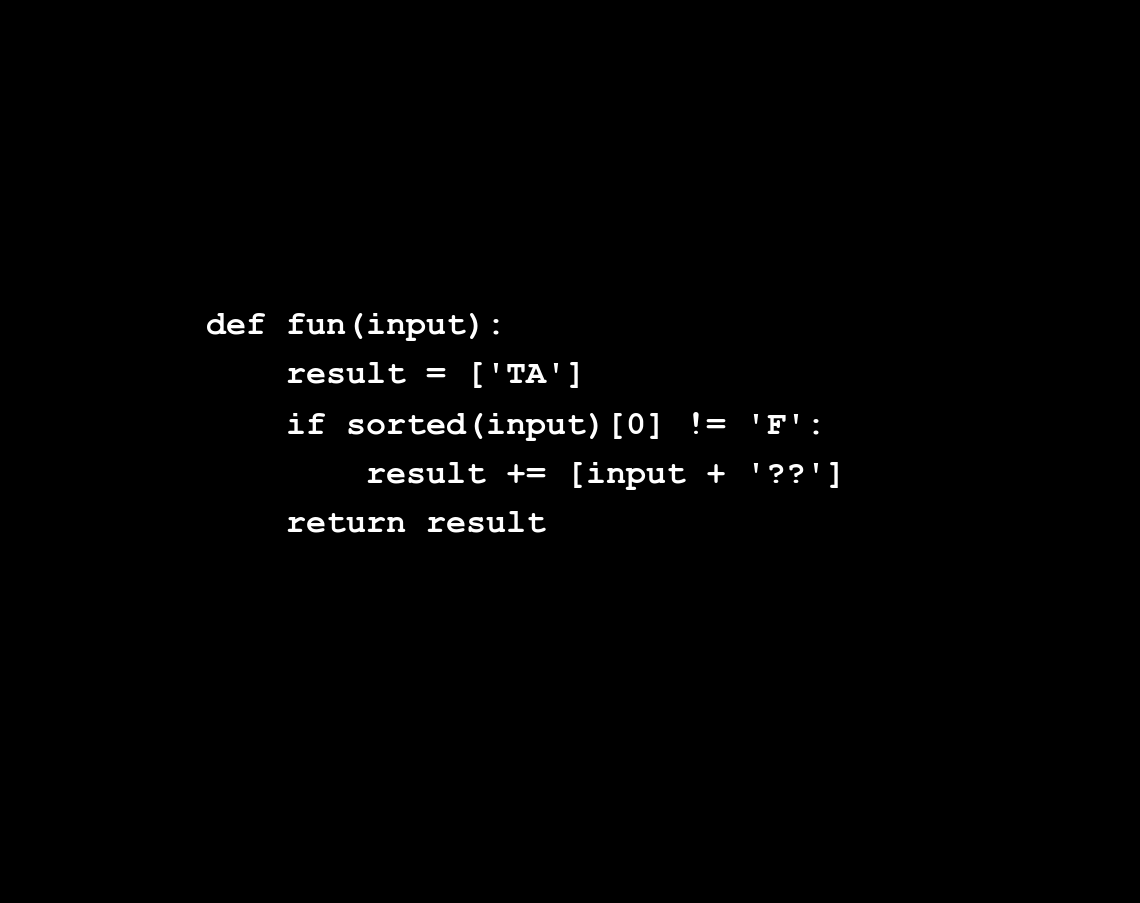 def fun(input):
    result = ['TA']
    if sorted(input)[0] != 'F':
        result += [input + '??']
    return result